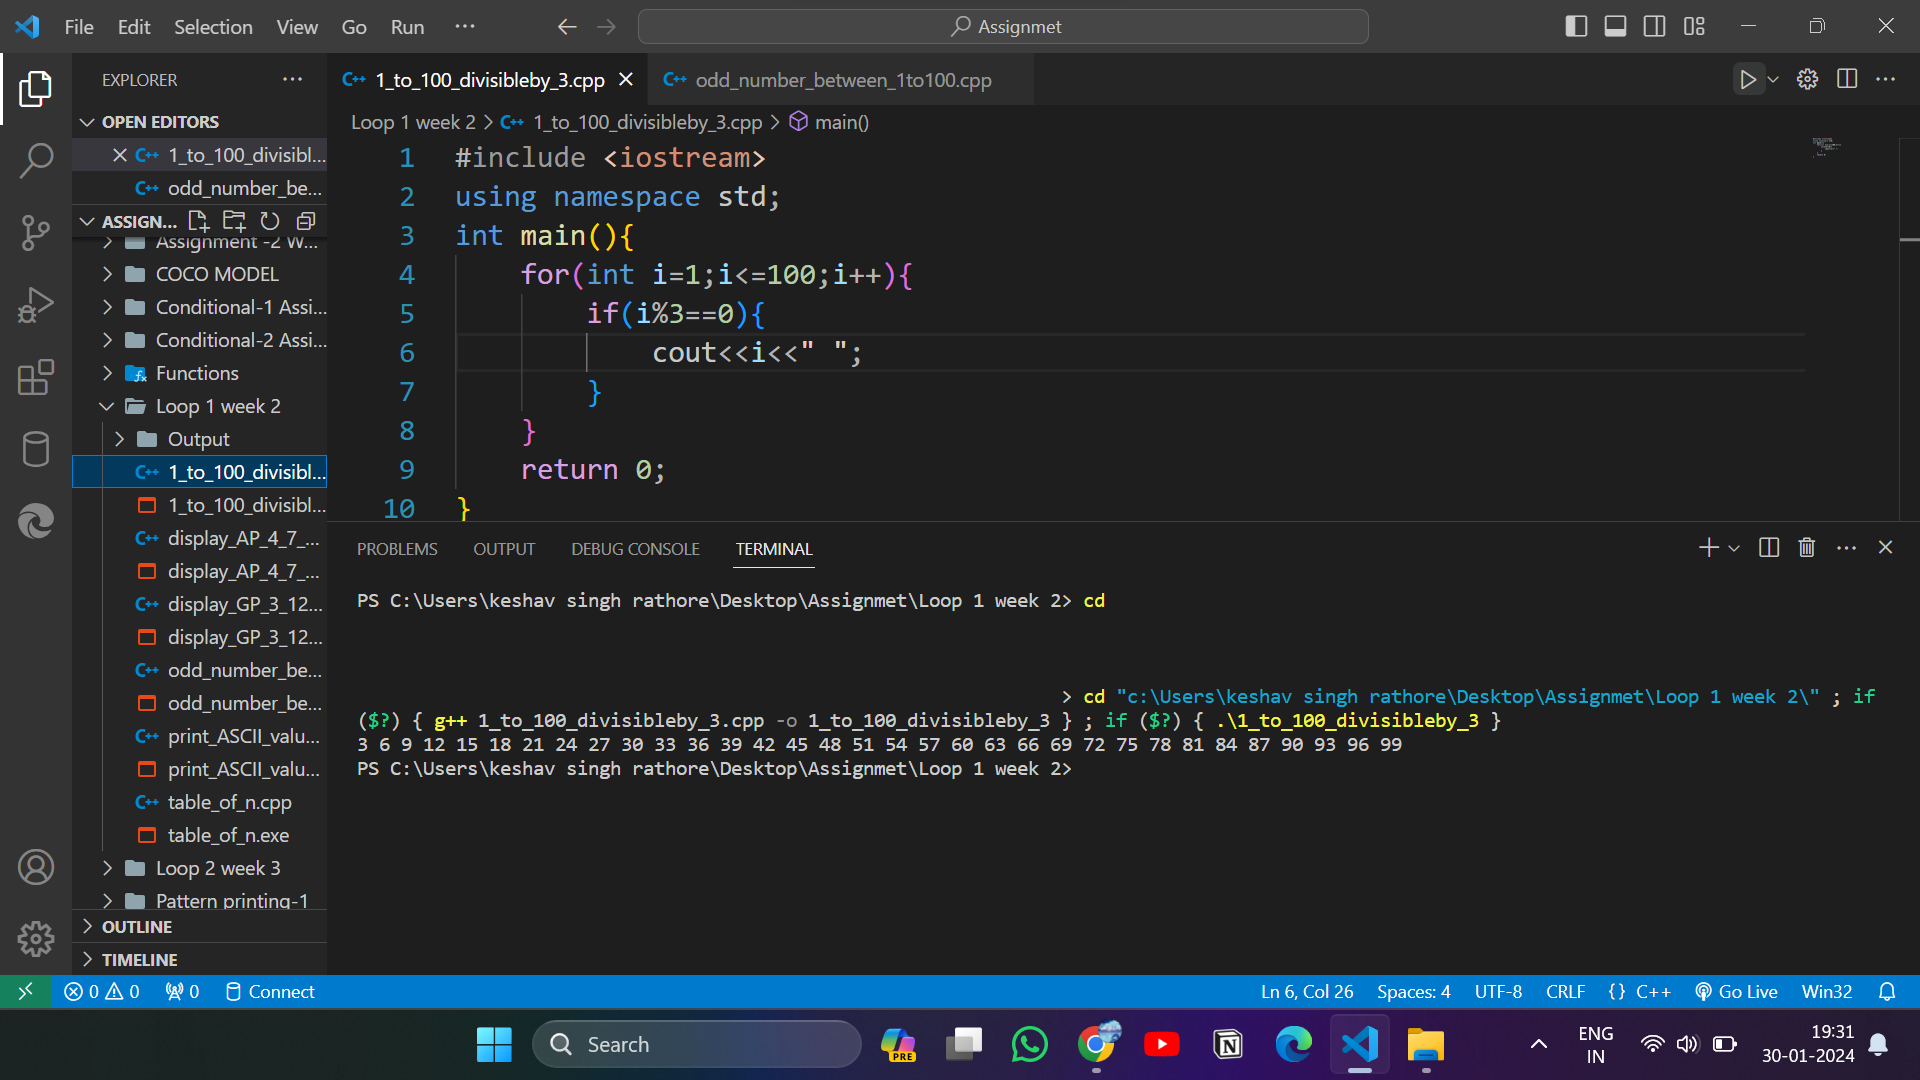 File Edit Selection View Go Run ··· Assignmet
EXPLORER ···
OPEN EDITORS
C++ 1_to_100_divisibl...
C++ odd_number_be...
ASSIGN...
Assignment -2 W...
COCO MODEL
Conditional-1 Assi...
Conditional-2 Assi...
Functions
Loop 1 week 2
Output
C++ 1_to_100_divisibl...
1_to_100_divisibl...
C++ display_AP_4_7_...
display_AP_4_7_...
C++ display_GP_3_12...
display_GP_3_12...
C++ odd_number_be...
odd_number_be...
C++ print_ASCII_valu...
print_ASCII_valu...
C++ table_of_n.cpp
table_of_n.exe
Loop 2 week 3
Pattern printing-1
OUTLINE
TIMELINE
C++ 1_to_100_divisibleby_3.cpp C++ odd_number_between_1to100.cpp
Loop 1 week 2 > C++ 1_to_100_divisibleby_3.cpp > main()
1 #include <iostream>
2 using namespace std;
3 int main(){
4 for(int i=1;i<=100;i++){
5 if(i%3==0){
6 cout<<i<<" ";
7 }
8 }
9 return 0;
10 }
PROBLEMS OUTPUT DEBUG CONSOLE TERMINAL
PS C:\Users\keshav singh rathore\Desktop\Assignmet\Loop 1 week 2> cd
> cd "c:\Users\keshav singh rathore\Desktop\Assignmet\Loop 1 week 2\" ; if
($?) { g++ 1_to_100_divisibleby_3.cpp -o 1_to_100_divisibleby_3 } ; if ($?) { .\1_to_100_divisibleby_3 }
3 6 9 12 15 18 21 24 27 30 33 36 39 42 45 48 51 54 57 60 63 66 69 72 75 78 81 84 87 90 93 96 99
PS C:\Users\keshav singh rathore\Desktop\Assignmet\Loop 1 week 2>
0 0 0 Connect Ln 6, Col 26 Spaces: 4 UTF-8 CRLF {} C++ Go Live Win32
Search PRE ENG 19:31
IN 30-01-2024